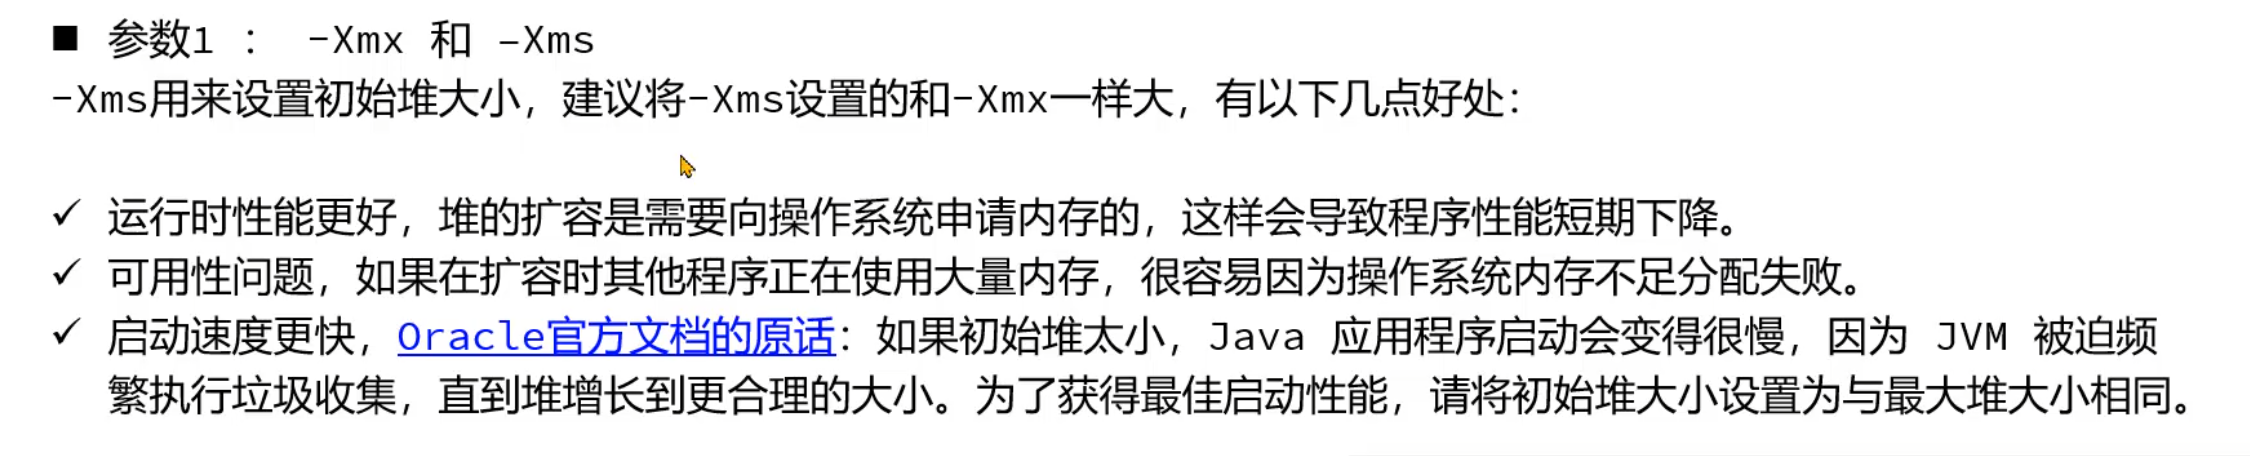 ■ 参数1 : -Xmx 和 –Xms
-Xms用来设置初始堆大小，建议将-Xms设置的和-Xmx一样大，有以下几点好处：
✓ 运行时性能更好，堆的扩容是需要向操作系统申请内存的，这样会导致程序性能短期下降。
✓ 可用性问题，如果在扩容时其他程序正在使用大量内存，很容易因为操作系统内存不足分配失败。
✓ 启动速度更快，Oracle官方文档的原话：如果初始堆太小，Java 应用程序启动会变得很慢，因为 JVM 被迫频
繁执行垃圾收集，直到堆增长到更合理的大小。为了获得最佳启动性能，请将初始堆大小设置为与最大堆大小相同。